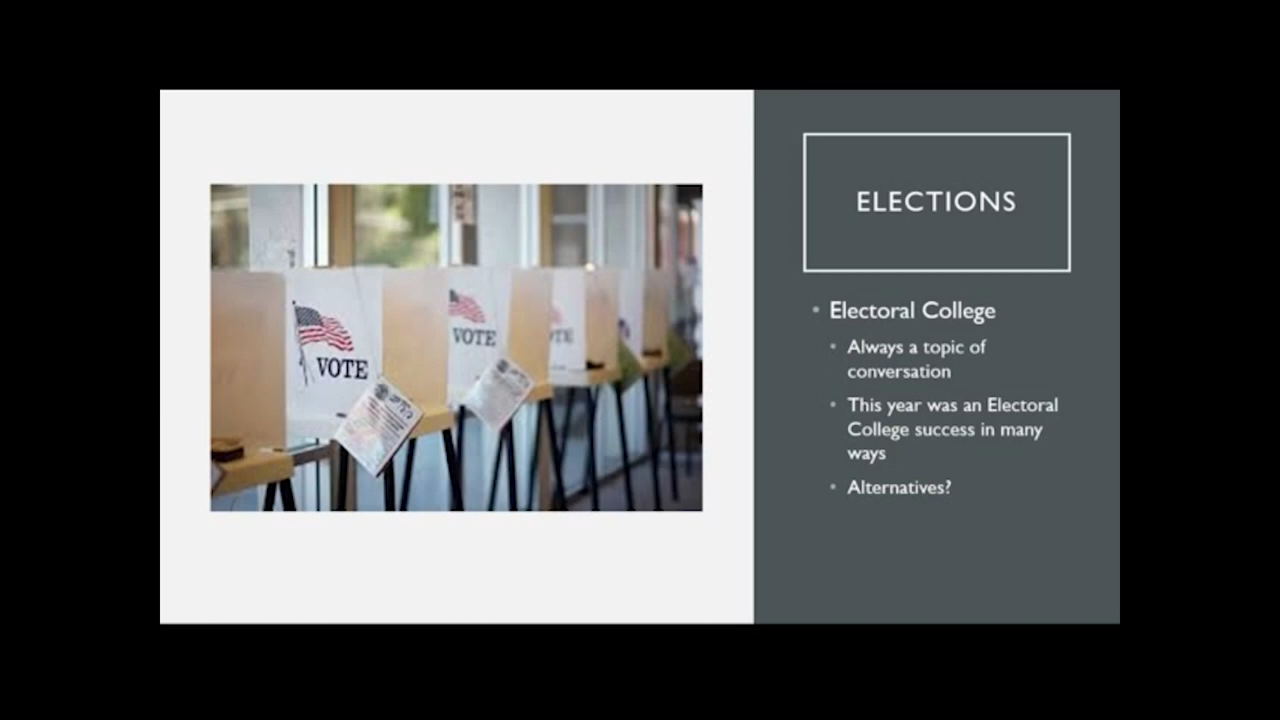 ELECTIONS
Electoral College
Always a topic of
conversation
This year was an Electoral
College success in many
ways
Alternatives?
VOTE
VOTE